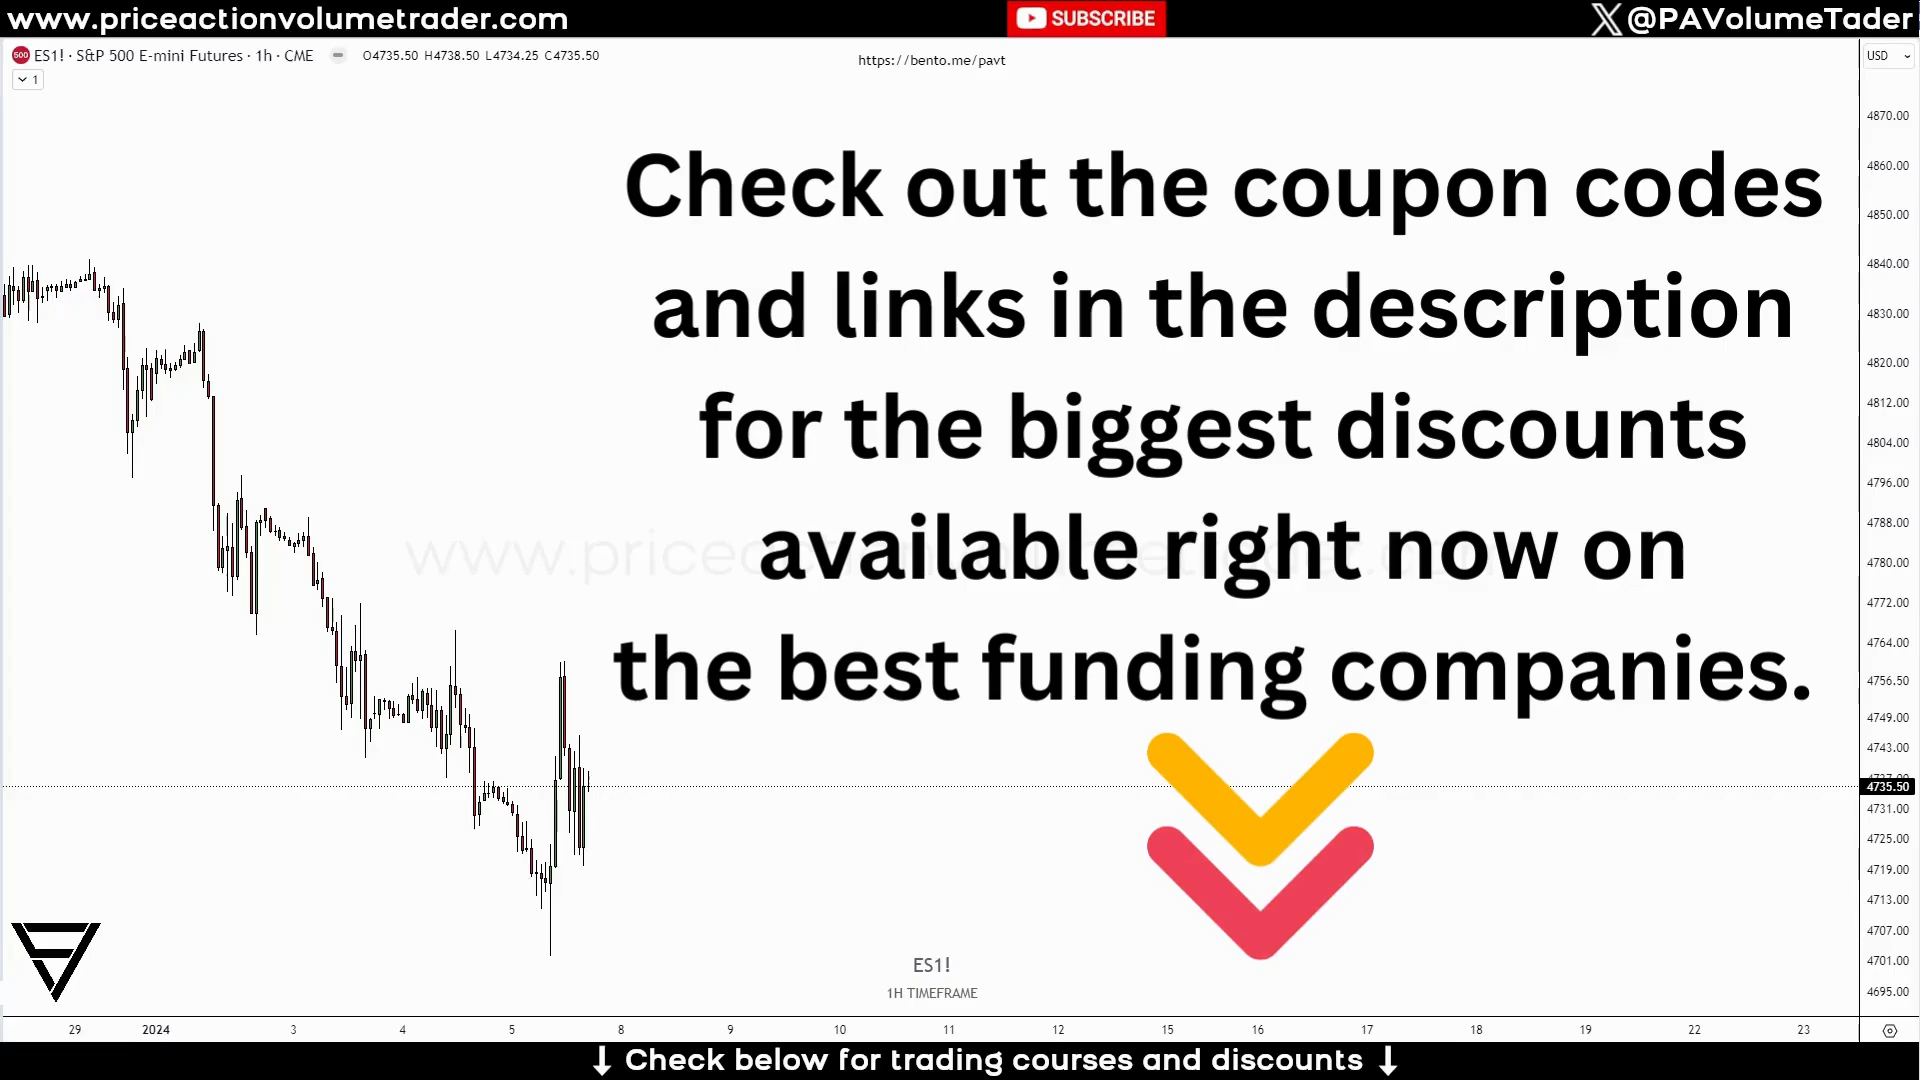 www.priceactionvolumetrader.com
SUBSCRIBE
@PAVolumeTader
500 ES1! · S&P 500 E-mini Futures · 1h · CME O4735.50 H4738.50 L4734.25 C4735.50
https://bento.me/pavt
USD
1
Check out the coupon codes
and links in the description
for the biggest discounts
available right now on
the best funding companies.
4870.00
4860.00
4850.00
4840.00
4830.00
4820.00
4812.00
4804.00
4796.00
4788.00
4780.00
4772.00
4764.00
4756.50
4749.00
4743.00
4737.00
4735.50
4731.00
4725.00
4719.00
4713.00
4707.00
4701.00
4695.00
ES1!
1H TIMEFRAME
29 2024 3 4 5 8 9 10 11 12 15 16 17 18 19 22 23
↓ Check below for trading courses and discounts ↓